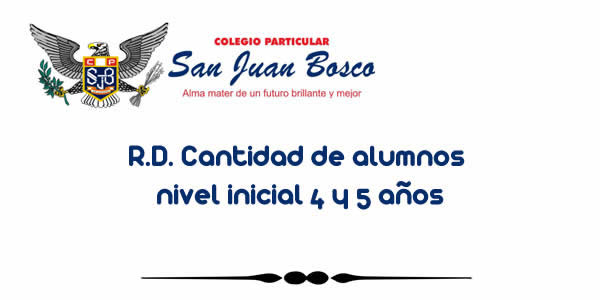 COLEGIO PARTICULAR
San Juan Bosco
Alma mater de un futuro brillante y mejor
C P
SJB
R.D. Cantidad de alumnos
nivel inicial 4 y 5 años